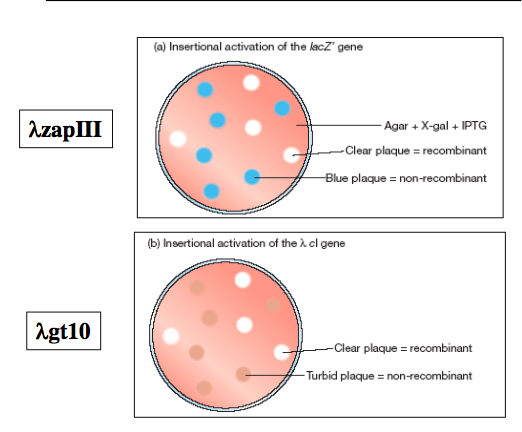 (a) Insertional activation of the lacZ' gene
λzapIII
Agar + X-gal + IPTG
Clear plaque = recombinant
Blue plaque = non-recombinant
(b) Insertional activation of the λ cI gene
λgt10
Clear plaque = recombinant
Turbid plaque = non-recombinant